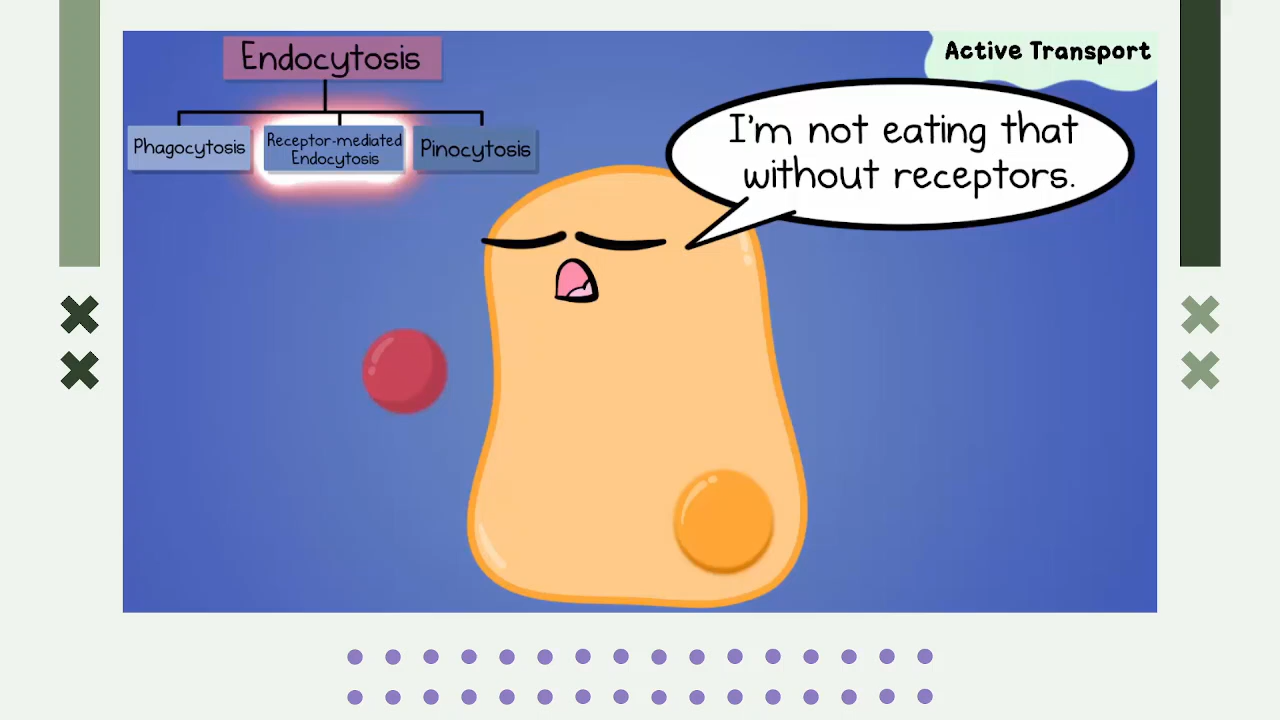 Endocytosis
Active Transport
Phagocytosis
Receptor-mediated
Endocytosis
Pinocytosis
I'm not eating that
without receptors.